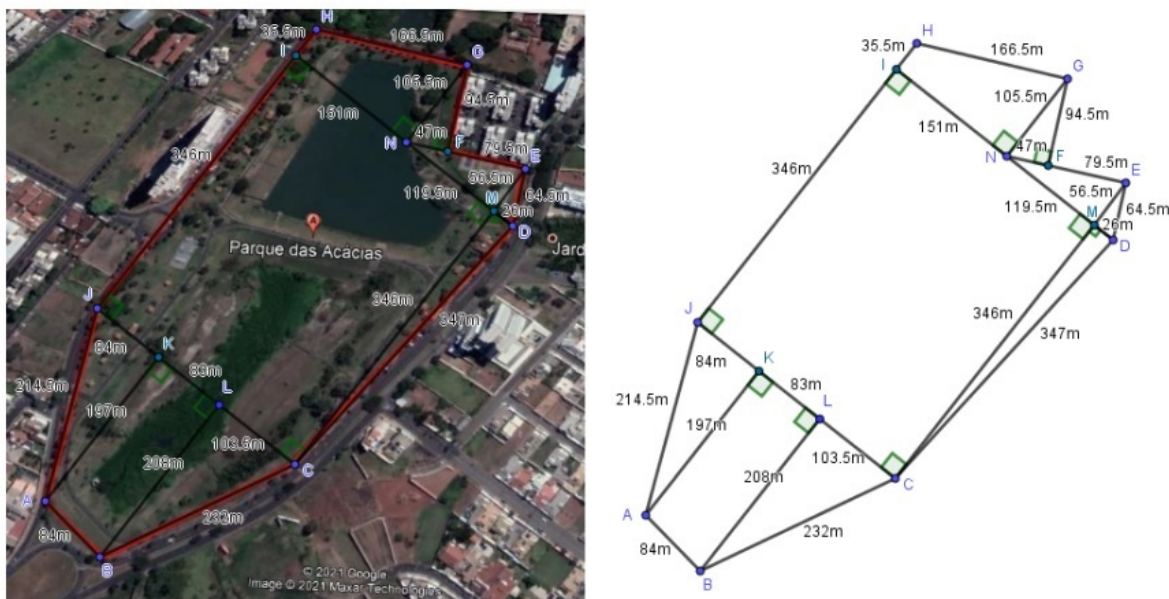 H
35.5m
166.5m
I
G
105.5m
94.5m
151m
47m
N
F
79.5m
E
346m
56.5m
119.5m
64.5m
M
26m
D
Parque das Acácias
Jard
J
346m
347m
84m
K
83m
L
214.5m
197m
103.5m
208m
C
A
232m
84m
B
© 2021 Google
Image © 2021 Maxar Technologies
H
35.5m
166.5m
I
G
105.5m
94.5m
151m
47m
N
F
79.5m
E
346m
56.5m
119.5m
64.5m
M
26m
D
J
346m
347m
84m
K
83m
L
214.5m
197m
103.5m
208m
C
A
232m
84m
B